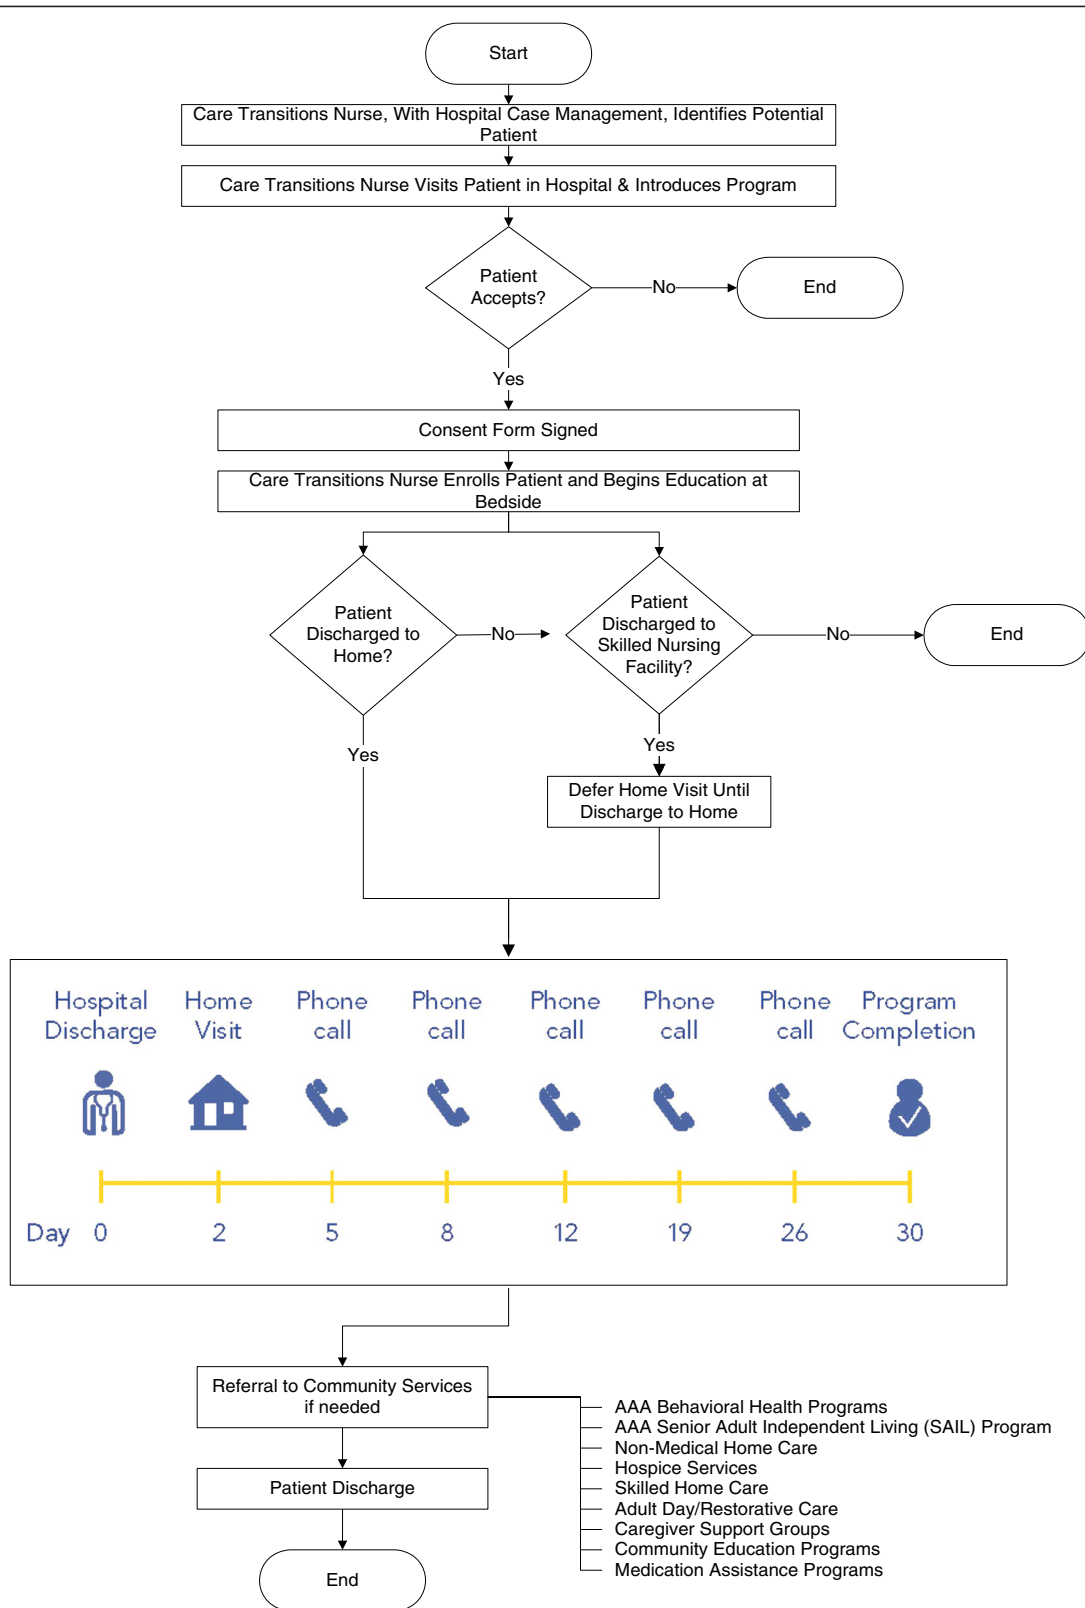 Start
Care Transitions Nurse, With Hospital Case Management, Identifies Potential
Patient
Care Transitions Nurse Visits Patient in Hospital & Introduces Program
Patient
Accepts?
No
End
Yes
Consent Form Signed
Care Transitions Nurse Enrolls Patient and Begins Education at
Bedside
Patient
Discharged to
Home?
No
Patient
Discharged to
Skilled Nursing
Facility?
No
End
Yes
Yes
Defer Home Visit Until
Discharge to Home
Hospital
Discharge
Home
Visit
Phone
call
Phone
call
Phone
call
Phone
call
Phone
call
Program
Completion
Day 0 2 5 8 12 19 26 30
Referral to Community Services
if needed
AAA Behavioral Health Programs
AAA Senior Adult Independent Living (SAIL) Program
Non-Medical Home Care
Hospice Services
Skilled Home Care
Adult Day/Restorative Care
Caregiver Support Groups
Community Education Programs
Medication Assistance Programs
Patient Discharge
End